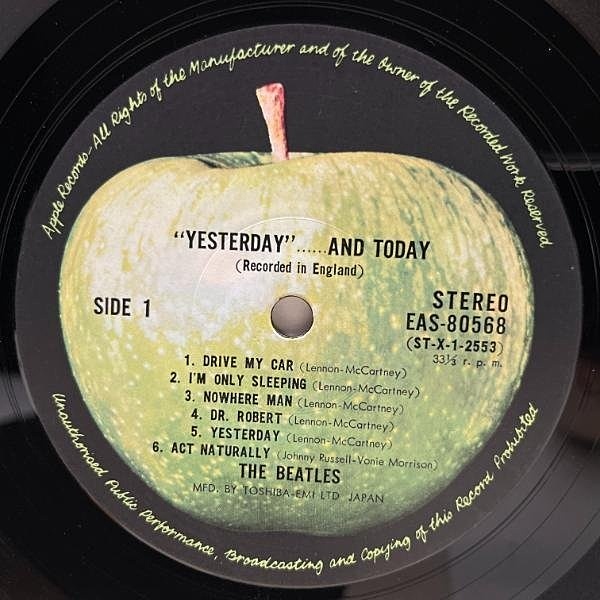 Apple Records-All Rights of the Manufacturer and of the Owner of the Recorded Work Reserved
"YESTERDAY"......AND TODAY
(Recorded in England)
SIDE 1
STEREO
EAS-80568
(ST-X-1-2553)
33⅓ r. p. m.
1. DRIVE MY CAR (Lennon-McCartney)
2. I'M ONLY SLEEPING (Lennon-McCartney)
3. NOWHERE MAN (Lennon-McCartney)
4. DR. ROBERT (Lennon-McCartney)
5. YESTERDAY (Lennon-McCartney)
6. ACT NATURALLY (Johnny Russell-Vonie Morrison)
THE BEATLES
MFD. BY TOSHIBA-EMI LTD JAPAN
Unauthorised Public Performance, Broadcasting and Copying of this Record Prohibited